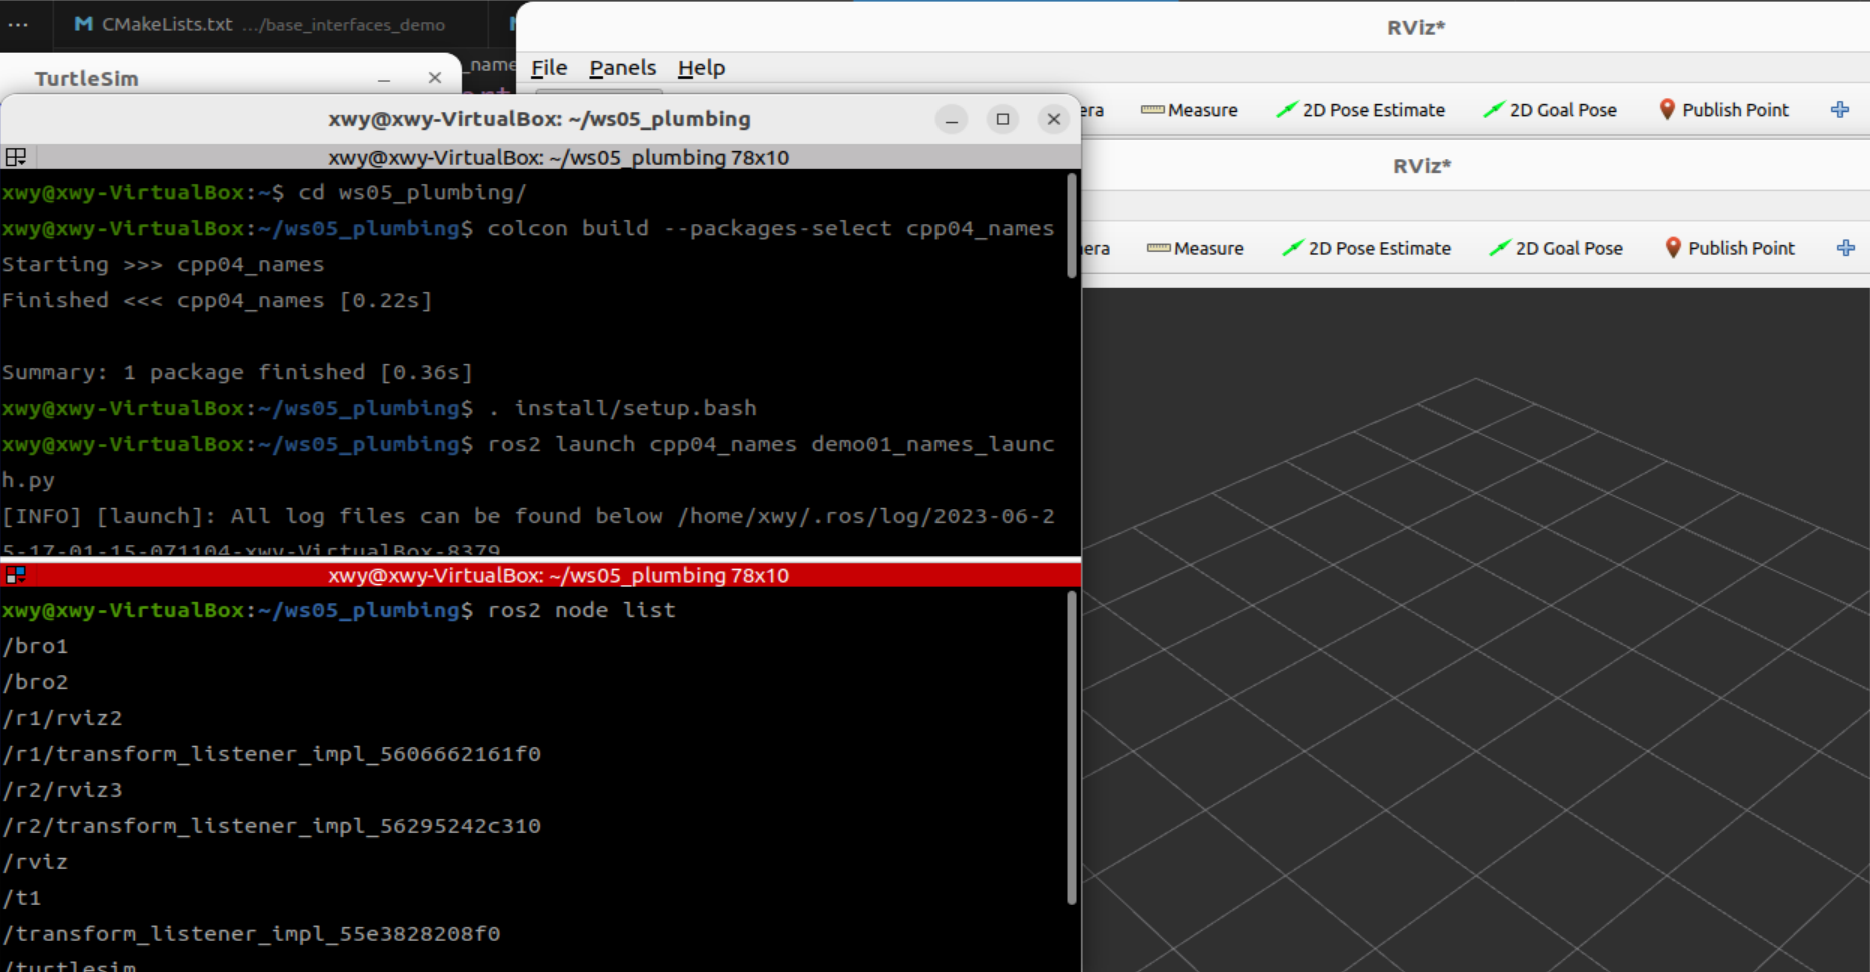 CMakeLists.txt .../base_interfaces_demo
RViz*
TurtleSim
_name
File Panels Help
era Measure 2D Pose Estimate 2D Goal Pose Publish Point
xwy@xwy-VirtualBox: ~/ws05_plumbing
xwy@xwy-VirtualBox: ~/ws05_plumbing 78x10
RViz*
era Measure 2D Pose Estimate 2D Goal Pose Publish Point
xwy@xwy-VirtualBox:~$ cd ws05_plumbing/
xwy@xwy-VirtualBox:~/ws05_plumbing$ colcon build --packages-select cpp04_names
Starting >>> cpp04_names
Finished <<< cpp04_names [0.22s]
Summary: 1 package finished [0.36s]
xwy@xwy-VirtualBox:~/ws05_plumbing$ . install/setup.bash
xwy@xwy-VirtualBox:~/ws05_plumbing$ ros2 launch cpp04_names demo01_names_launc
h.py
[INFO] [launch]: All log files can be found below /home/xwy/.ros/log/2023-06-2
5-17-01-15-071104-xwy-VirtualBox-8379
xwy@xwy-VirtualBox: ~/ws05_plumbing 78x10
xwy@xwy-VirtualBox:~/ws05_plumbing$ ros2 node list
/bro1
/bro2
/r1/rviz2
/r1/transform_listener_impl_5606662161f0
/r2/rviz3
/r2/transform_listener_impl_56295242c310
/rviz
/t1
/transform_listener_impl_55e3828208f0
/turtlesim